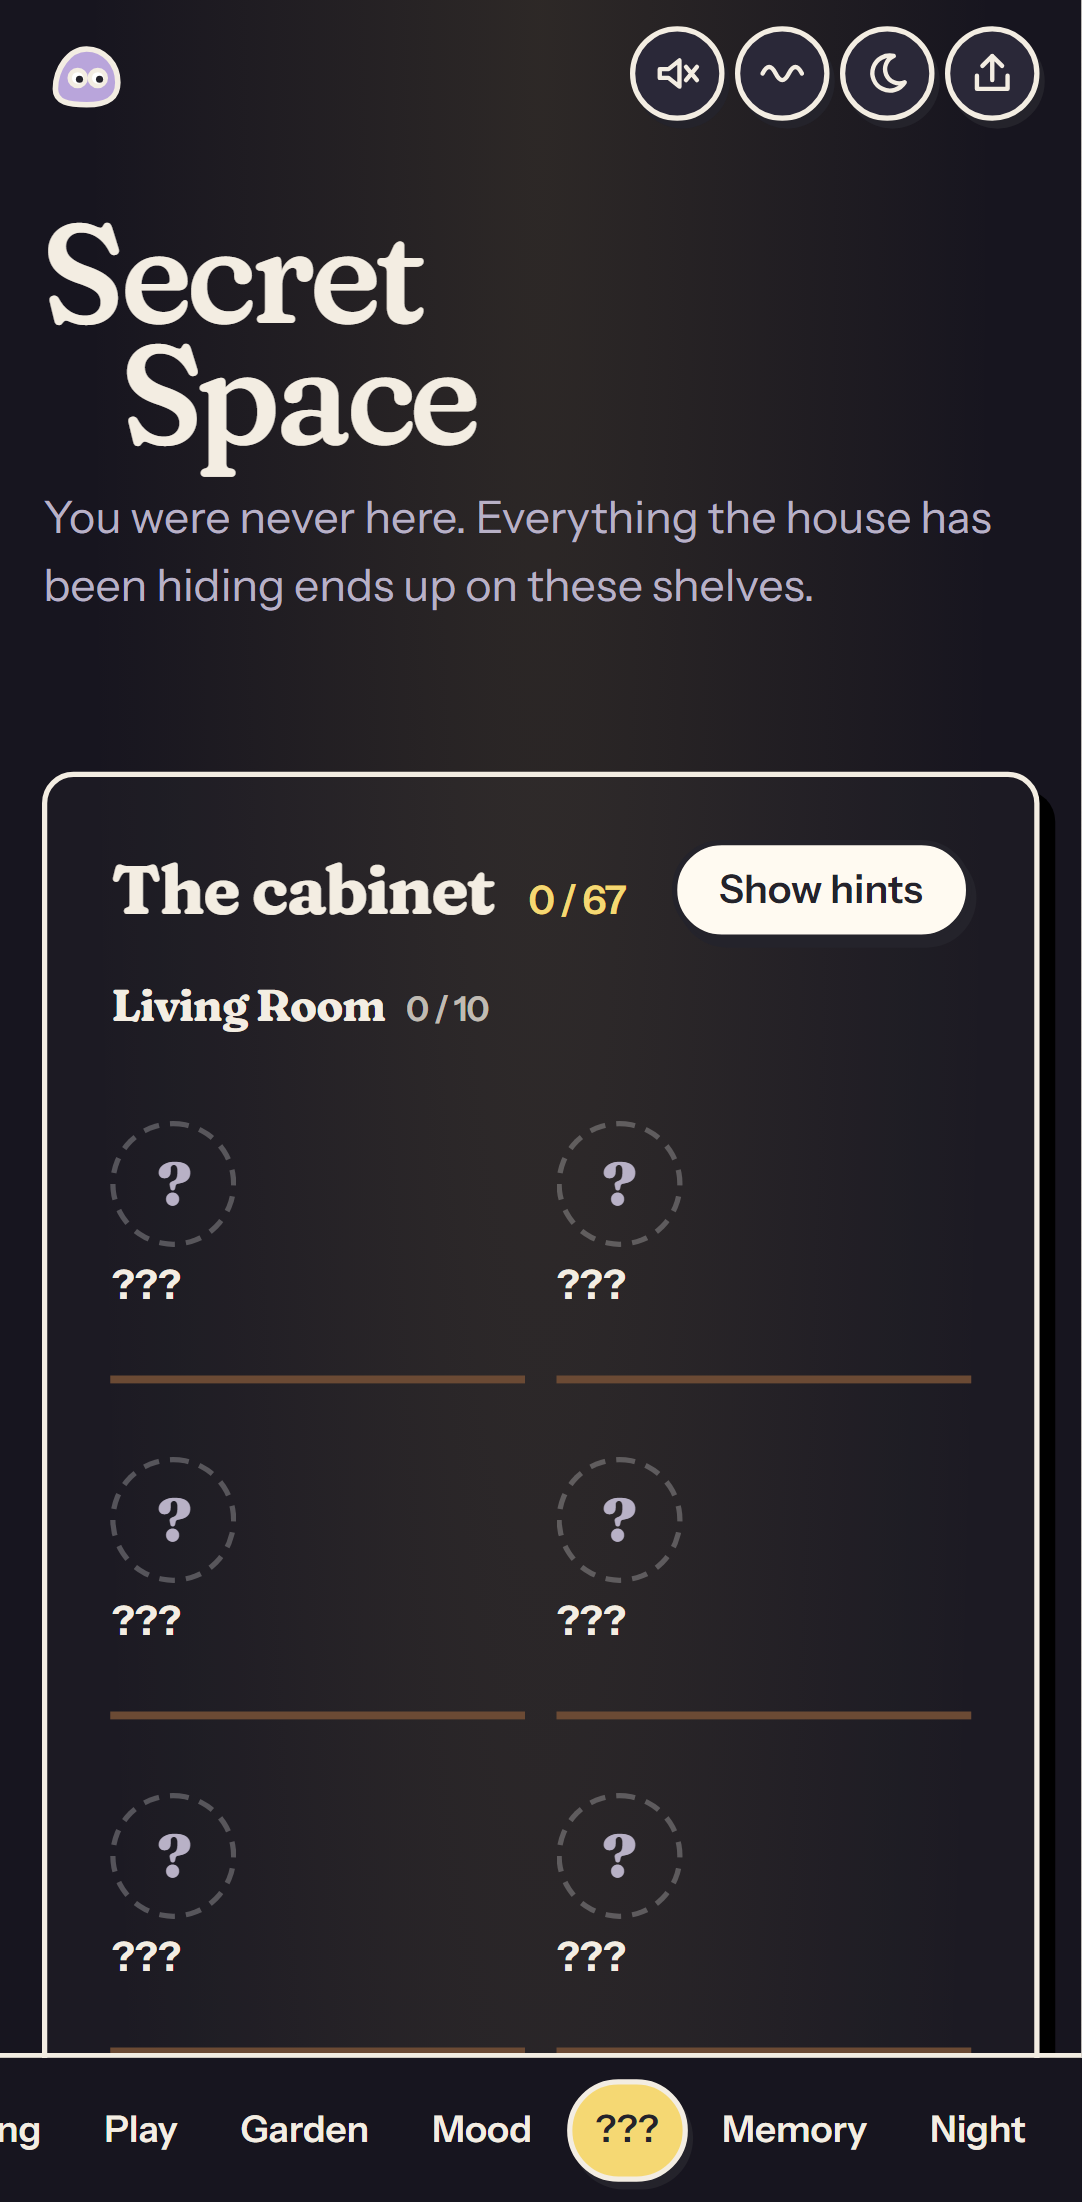 Secret
Space
You were never here. Everything the house has
been hiding ends up on these shelves.
The cabinet 0 / 67 Show hints
Living Room 0 / 10
? ?
??? ???
? ?
??? ???
? ?
??? ???
ng Play Garden Mood ??? Memory Night